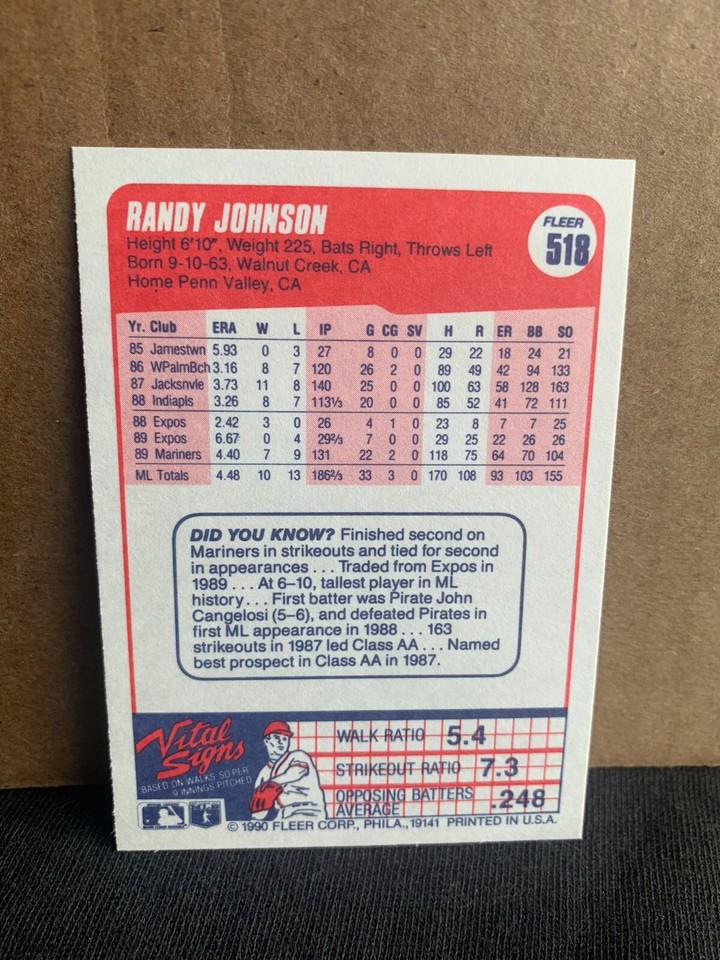 RANDY JOHNSON
Height 6'10", Weight 225, Bats Right, Throws Left
Born 9-10-63, Walnut Creek, CA
Home Penn Valley, CA
FLEER
518
Yr. Club ERA W L IP G CG SV H R ER BB SO
85 Jamestwn 5.93 0 3 27 8 0 0 29 22 18 24 21
86 WPalmBch 3.16 8 7 120 26 2 0 89 49 42 94 133
87 Jacksnvle 3.73 11 8 140 25 0 0 100 63 58 128 163
88 Indiapls 3.26 8 7 113⅓ 20 0 0 85 52 41 72 111
88 Expos 2.42 3 0 26 4 1 0 23 8 7 7 25
89 Expos 6.67 0 4 29⅔ 7 0 0 29 25 22 26 26
89 Mariners 4.40 7 9 131 22 2 0 118 75 64 70 104
ML Totals 4.48 10 13 186⅔ 33 3 0 170 108 93 103 155
DID YOU KNOW? Finished second on
Mariners in strikeouts and tied for second
in appearances . . . Traded from Expos in
1989 . . . At 6–10, tallest player in ML
history . . . First batter was Pirate John
Cangelosi (5–6), and defeated Pirates in
first ML appearance in 1988 . . . 163
strikeouts in 1987 led Class AA . . . Named
best prospect in Class AA in 1987.
Vital
Signs
BASED ON WALKS, SO PER
9 INNINGS PITCHED
WALK RATIO 5.4
STRIKEOUT RATIO 7.3
OPPOSING BATTERS
AVERAGE .248
© 1990 FLEER CORP., PHILA., 19141 PRINTED IN U.S.A.